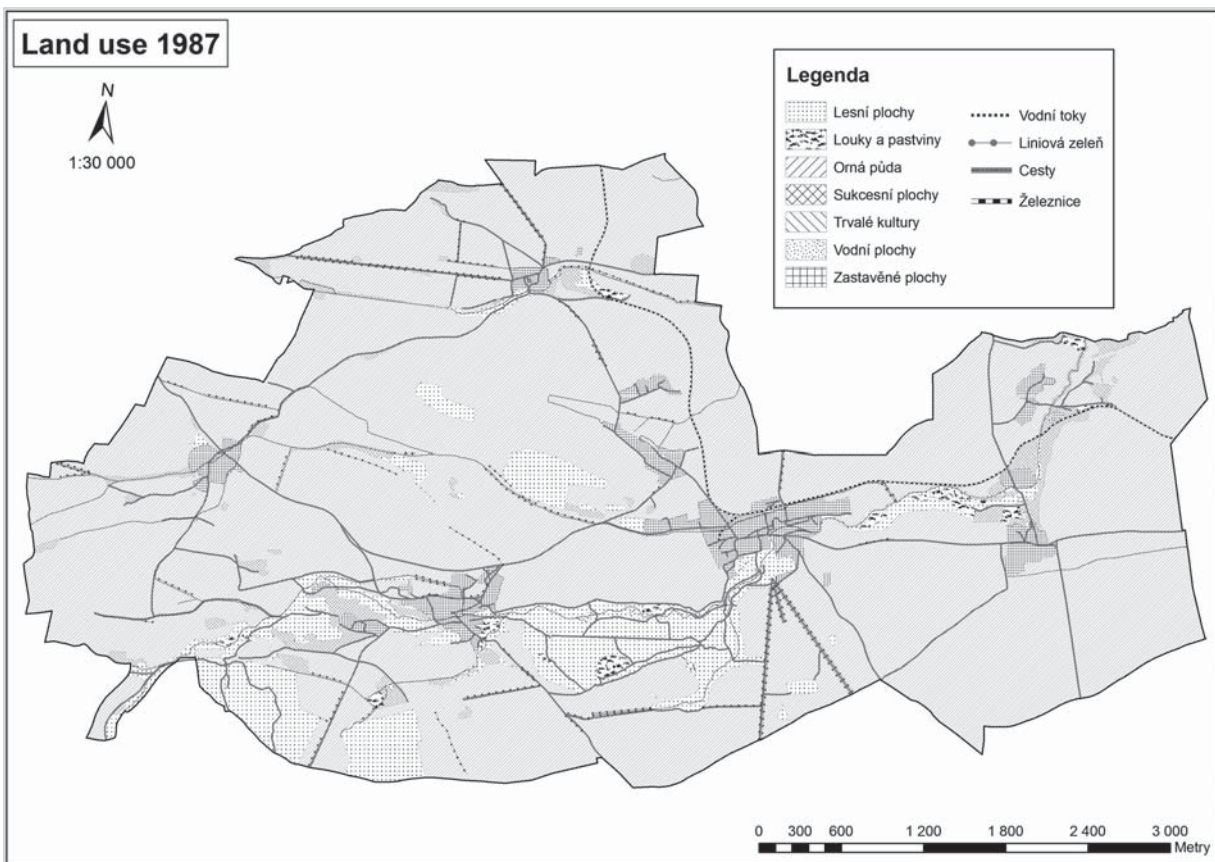 Land use 1987
N
1:30 000
Legenda
Lesní plochy
Louky a pastviny
Orná půda
Sukcesní plochy
Trvalé kultury
Vodní plochy
Zastavěné plochy
Vodní toky
Liniová zeleň
Cesty
Železnice
0 300 600 1 200 1 800 2 400 3 000
Metry